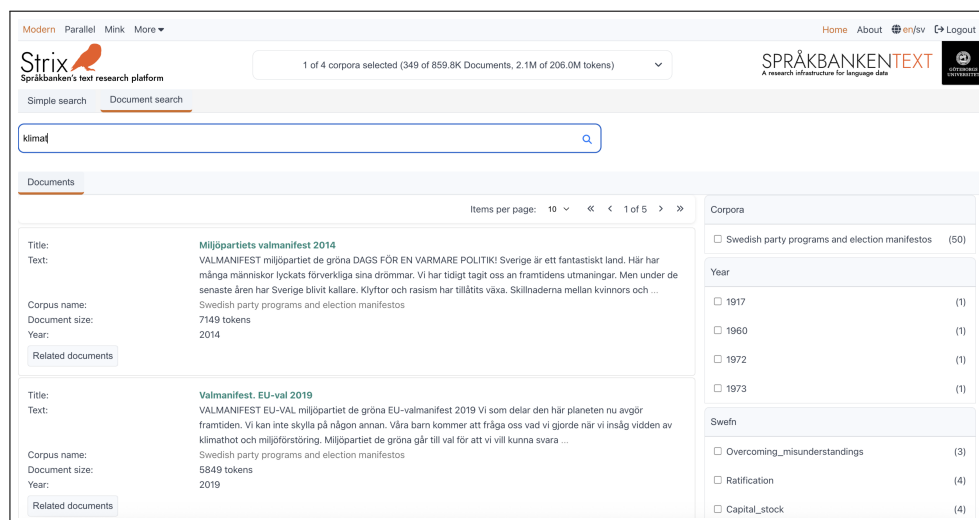 Modern Parallel Mink More
Home About en/sv Logout
Strix
Språkbanken's text research platform
1 of 4 corpora selected (349 of 859.8K Documents, 2.1M of 206.0M tokens)
SPRÅKBANKENTEXT
A research infrastructure for language data
GÖTEBORGS
UNIVERSITET
Simple search Document search
klimat
Documents
Items per page: 10 « < 1 of 5 > »
Title: Miljöpartiets valmanifest 2014
Text: VALMANIFEST miljöpartiet de gröna DAGS FÖR EN VARMARE POLITIK! Sverige är ett fantastiskt land. Här har
många människor lyckats förverkliga sina drömmar. Vi har tidigt tagit oss an framtidens utmaningar. Men under de
senaste åren har Sverige blivit kallare. Klyftor och rasism har tillåtits växa. Skillnaderna mellan kvinnors och ...
Corpus name: Swedish party programs and election manifestos
Document size: 7149 tokens
Year: 2014
Related documents
Title: Valmanifest. EU-val 2019
Text: VALMANIFEST EU-VAL miljöpartiet de gröna EU-valmanifest 2019 Vi som delar den här planeten nu avgör
framtiden. Vi kan inte skylla på någon annan. Våra barn kommer att fråga oss vad vi gjorde när vi insåg vidden av
klimathot och miljöförstöring. Miljöpartiet de gröna går till val för att vi vill kunna svara ...
Corpus name: Swedish party programs and election manifestos
Document size: 5849 tokens
Year: 2019
Related documents
Corpora
Swedish party programs and election manifestos (50)
Year
1917 (1)
1960 (1)
1972 (1)
1973 (1)
Swefn
Overcoming_misunderstandings (3)
Ratification (4)
Capital_stock (4)